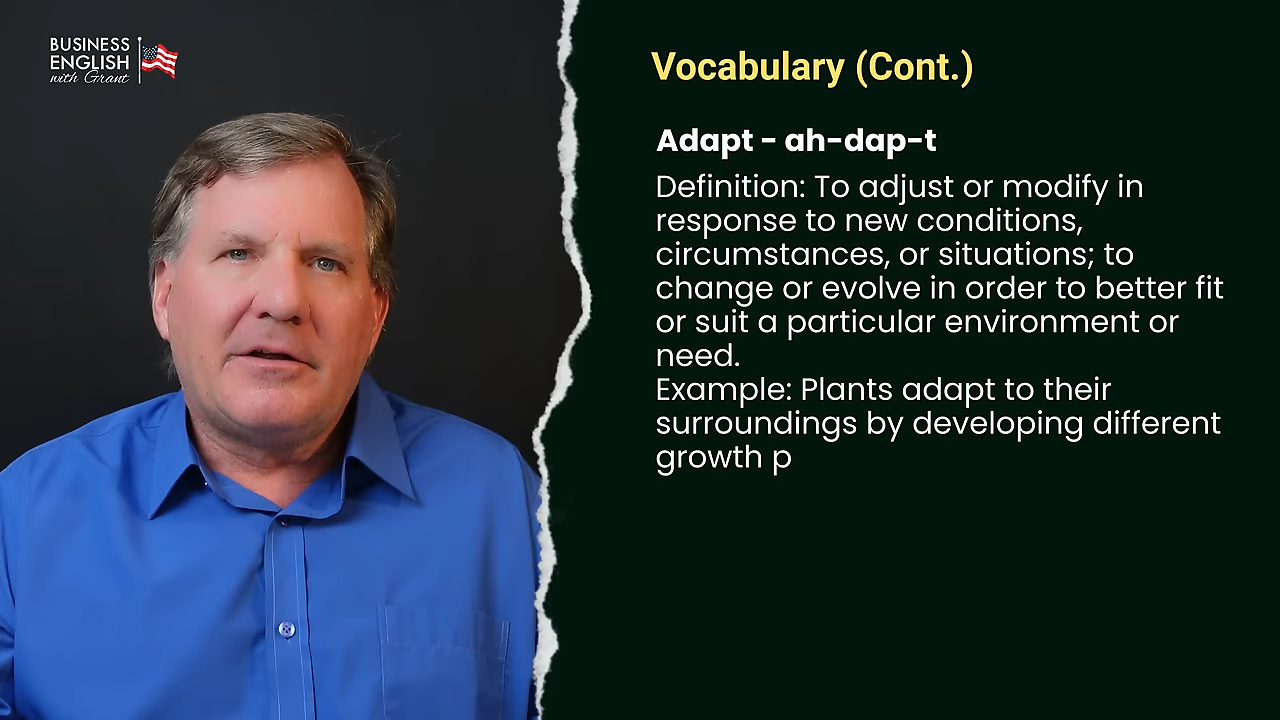 BUSINESS
ENGLISH
with Grant
Vocabulary (Cont.)
Adapt - ah-dap-t
Definition: To adjust or modify in
response to new conditions,
circumstances, or situations; to
change or evolve in order to better fit
or suit a particular environment or
need.
Example: Plants adapt to their
surroundings by developing different
growth p